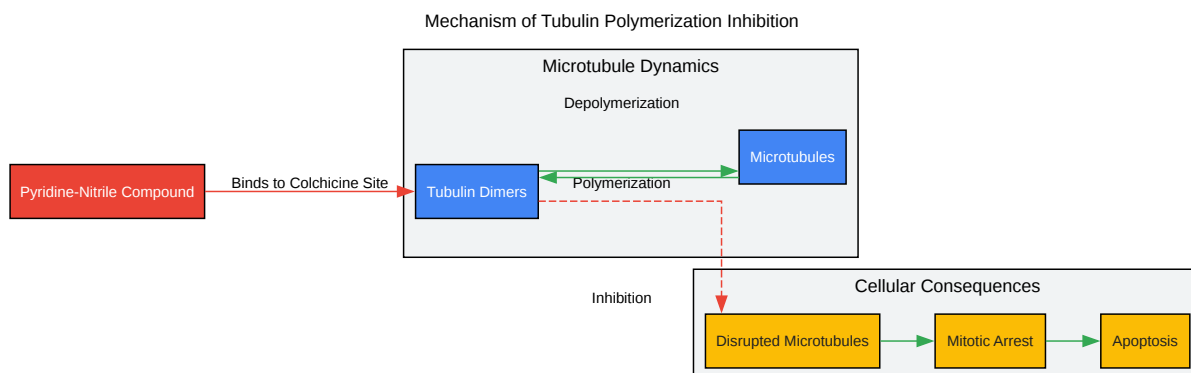 Mechanism of Tubulin Polymerization Inhibition
Microtubule Dynamics
Depolymerization
Microtubules
Pyridine-Nitrile Compound
Binds to Colchicine Site
Tubulin Dimers
Polymerization
Inhibition
Cellular Consequences
Disrupted Microtubules
Mitotic Arrest
Apoptosis